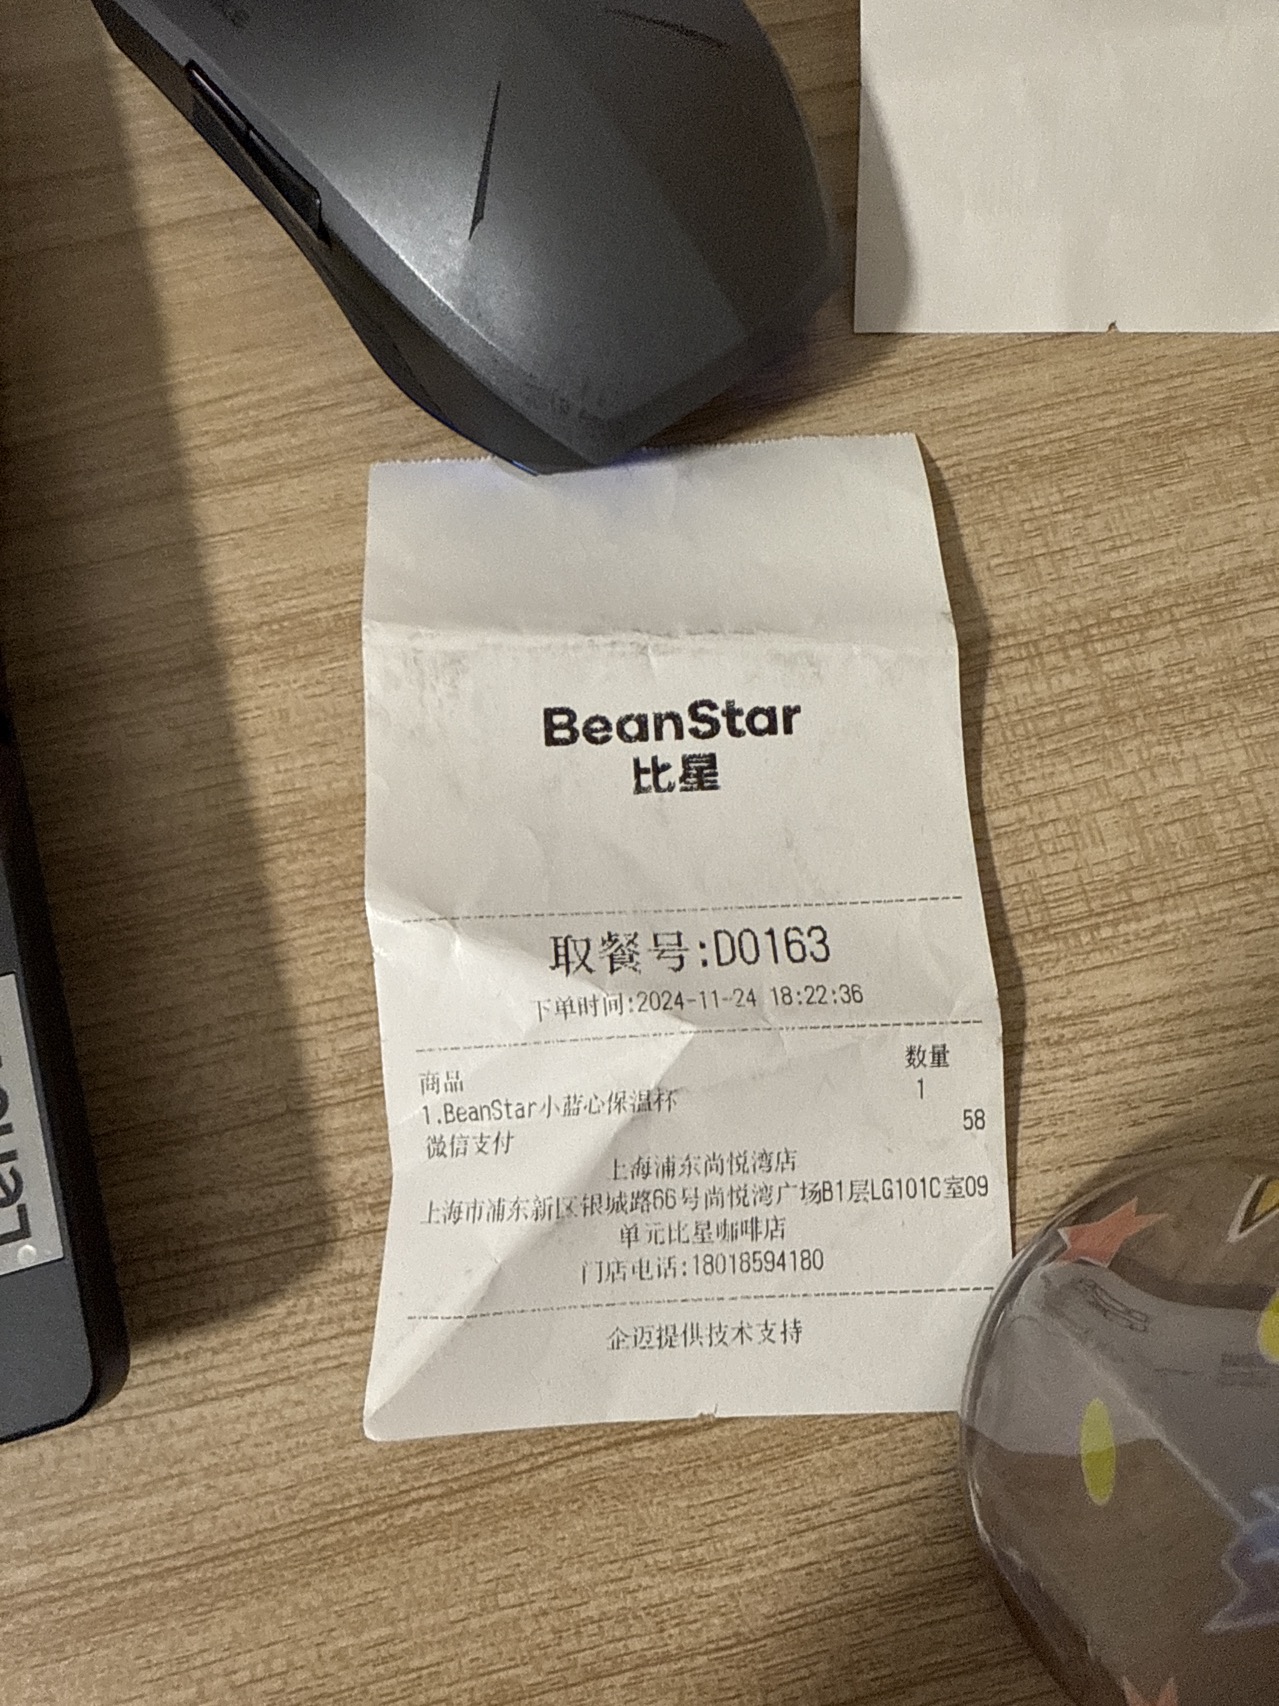 BeanStar
比星
取餐号:D0163
下单时间:2024-11-24 18:22:36
商品 数量
1.BeanStar小蓝心保温杯 1
微信支付 58
上海浦东尚悦湾店
上海市浦东新区银城路66号尚悦湾广场B1层LG101C室09
单元比星咖啡店
门店电话:18018594180
企迈提供技术支持